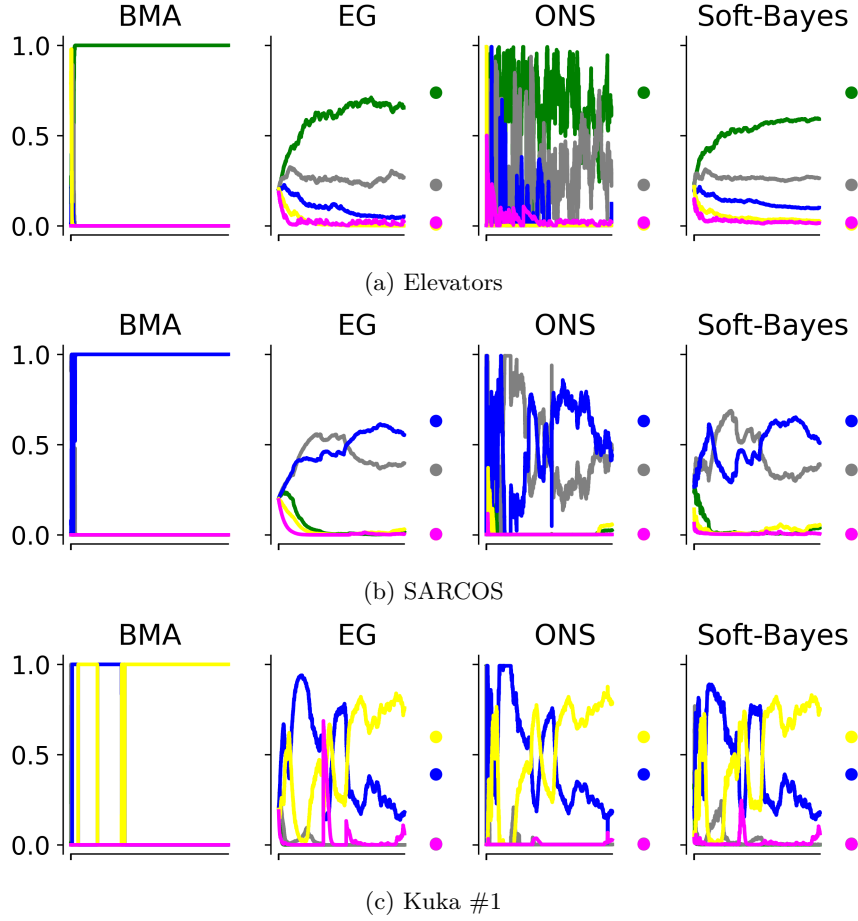 BMA EG ONS Soft-Bayes
1.0
0.5
0.0
(a) Elevators
BMA EG ONS Soft-Bayes
1.0
0.5
0.0
(b) SARCOS
BMA EG ONS Soft-Bayes
1.0
0.5
0.0
(c) Kuka #1